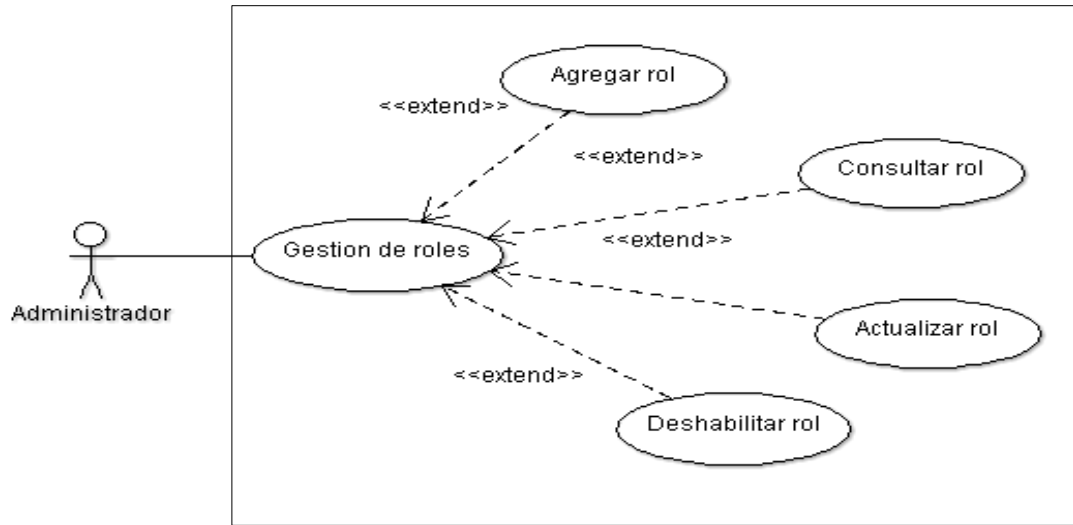 Agregar rol
<<extend>>
<<extend>>
Consultar rol
<<extend>>
Gestion de roles
Administrador
Actualizar rol
<<extend>>
Deshabilitar rol